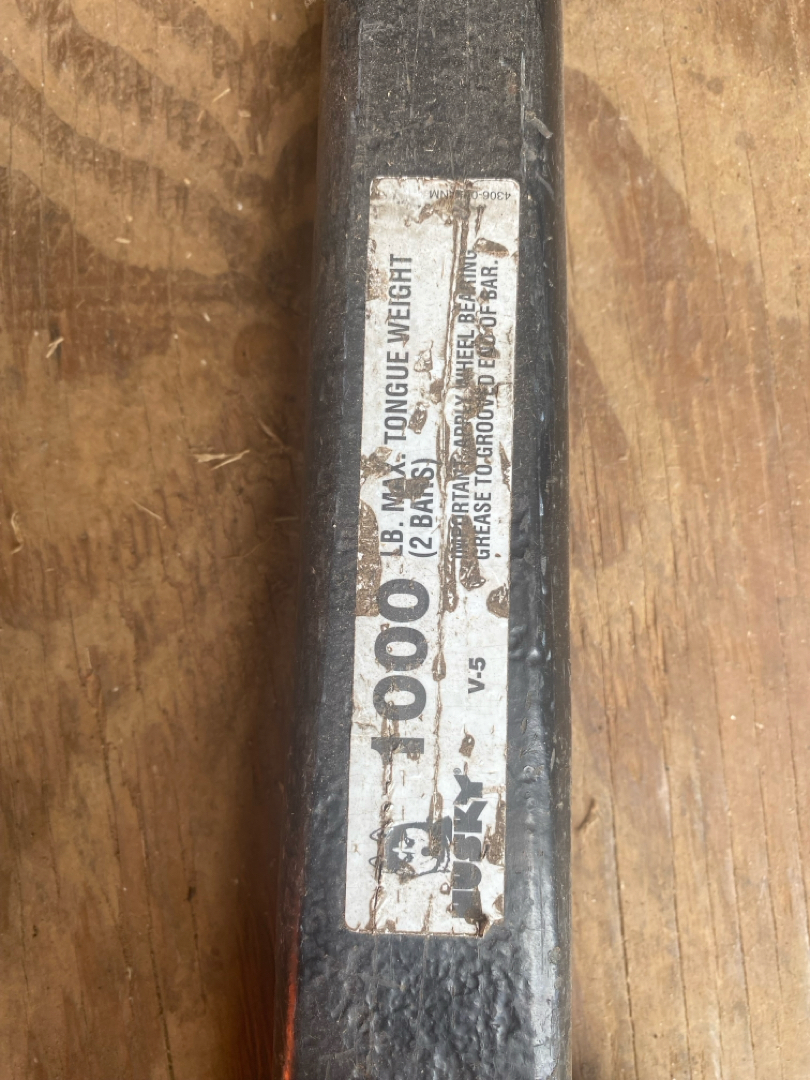 1000
LB. MAX. TONGUE WEIGHT
(2 BARS)
IMPORTANT: APPLY WHEEL BEARING
GREASE TO GROOVED END OF BAR.
V-5
HUSKY®